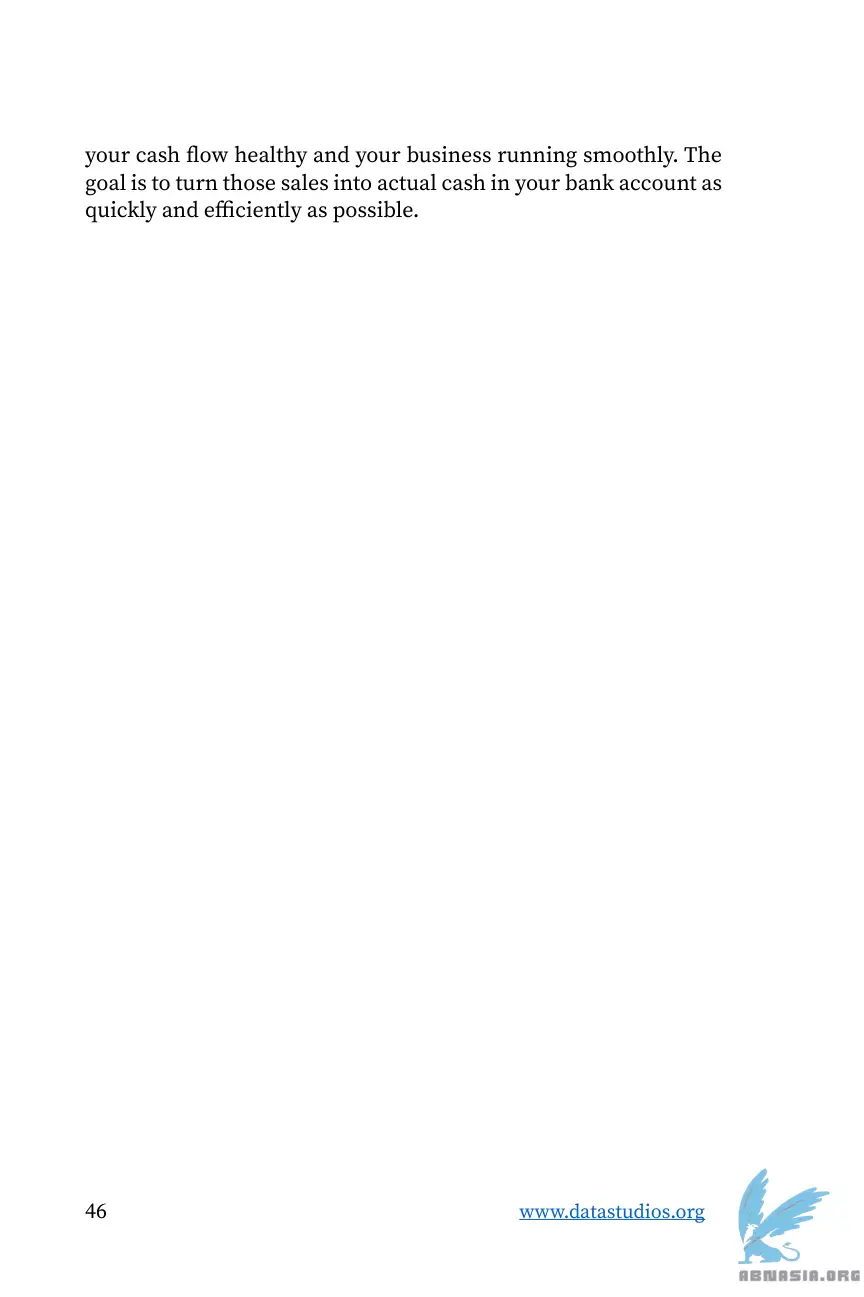 your cash flow healthy and your business running smoothly. The
goal is to turn those sales into actual cash in your bank account as
quickly and efficiently as possible.
46
www.datastudios.org
ABNASIA.ORG